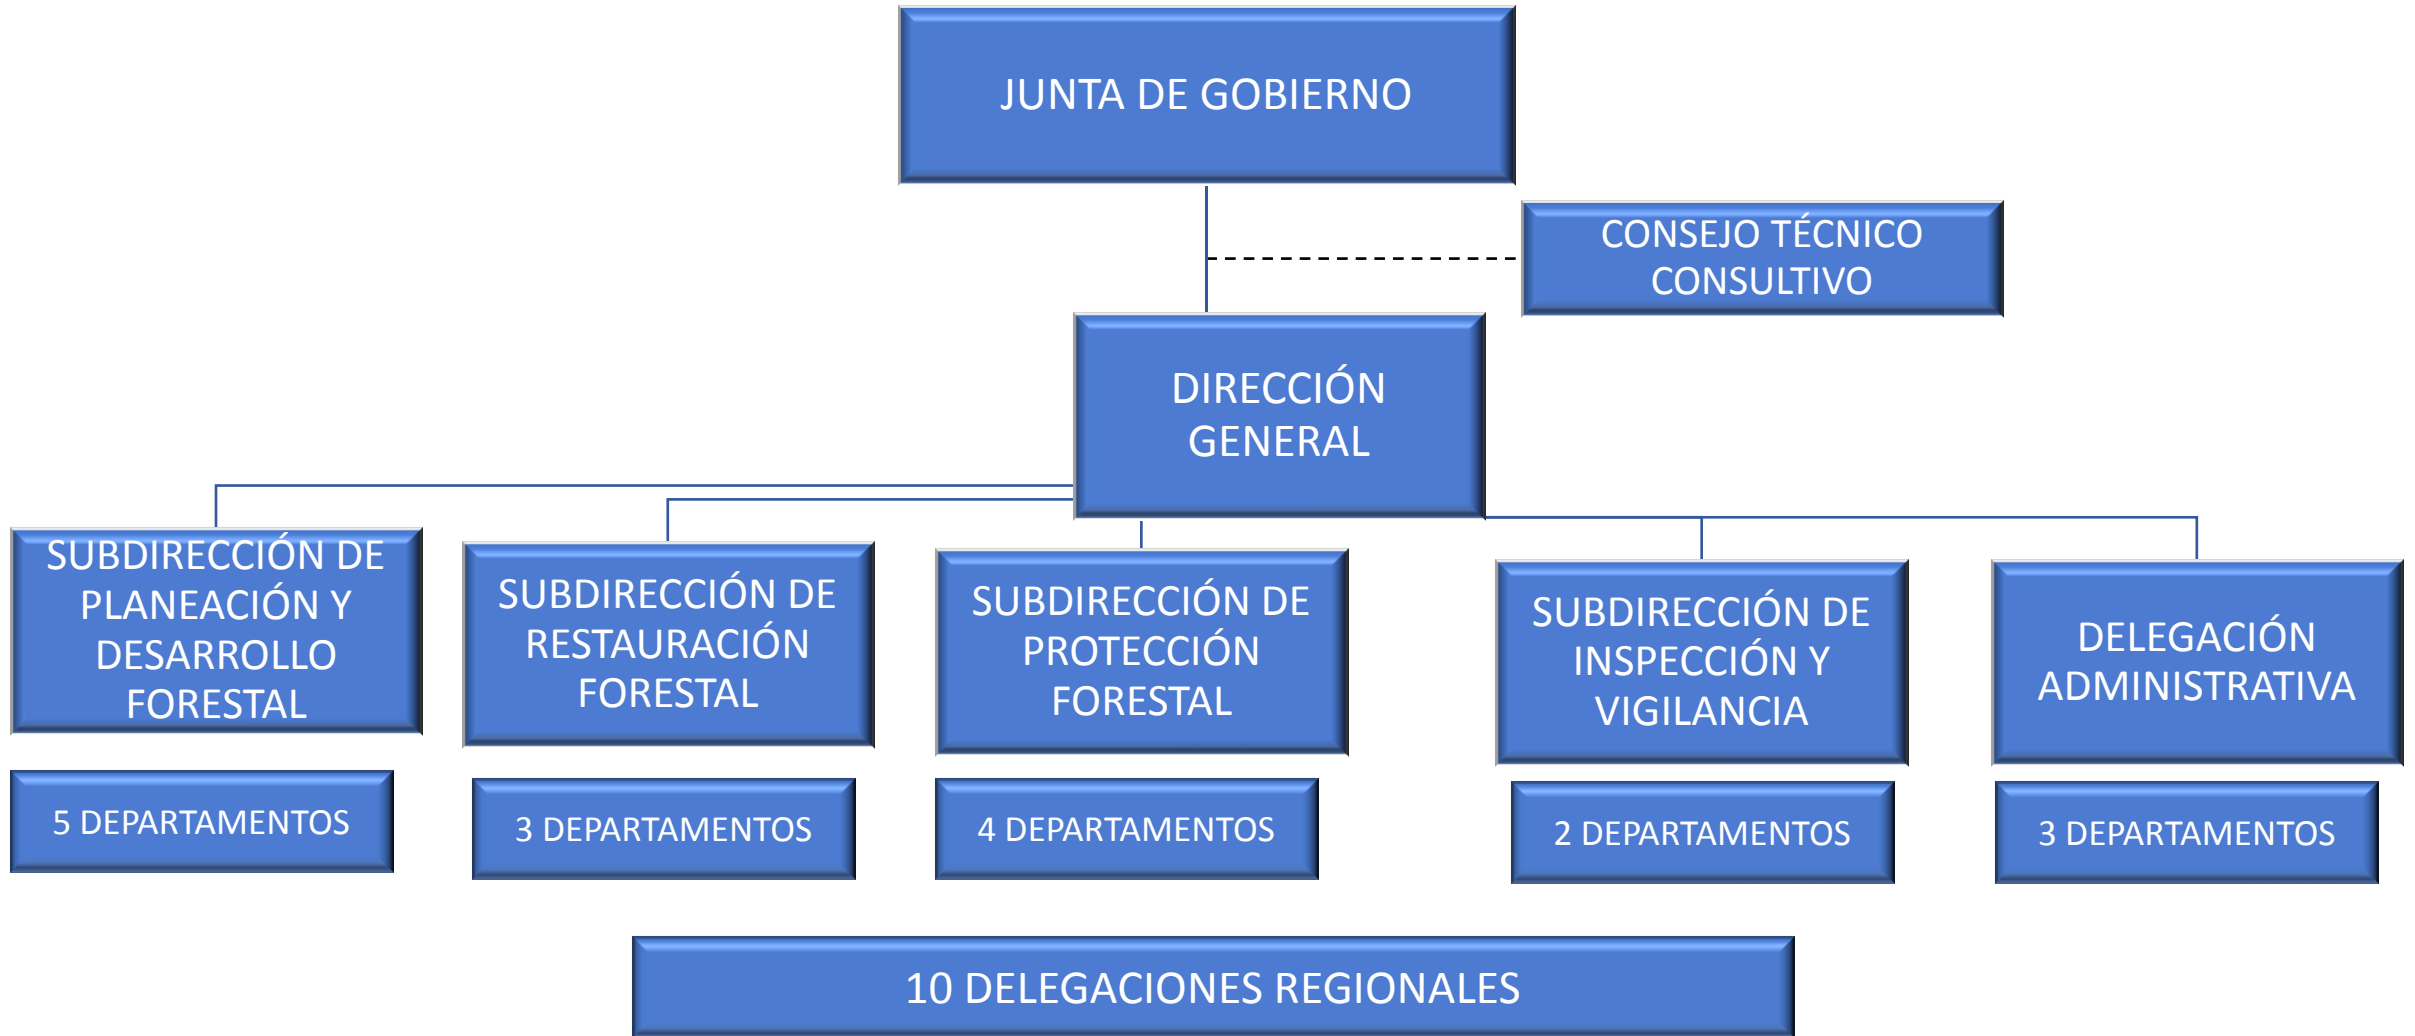 JUNTA DE GOBIERNO
CONSEJO TÉCNICO
CONSULTIVO
DIRECCIÓN
GENERAL
SUBDIRECCIÓN DE
PLANEACIÓN Y
DESARROLLO
FORESTAL
SUBDIRECCIÓN DE
RESTAURACIÓN
FORESTAL
SUBDIRECCIÓN DE
PROTECCIÓN
FORESTAL
SUBDIRECCIÓN DE
INSPECCIÓN Y
VIGILANCIA
DELEGACIÓN
ADMINISTRATIVA
5 DEPARTAMENTOS
3 DEPARTAMENTOS
4 DEPARTAMENTOS
2 DEPARTAMENTOS
3 DEPARTAMENTOS
10 DELEGACIONES REGIONALES